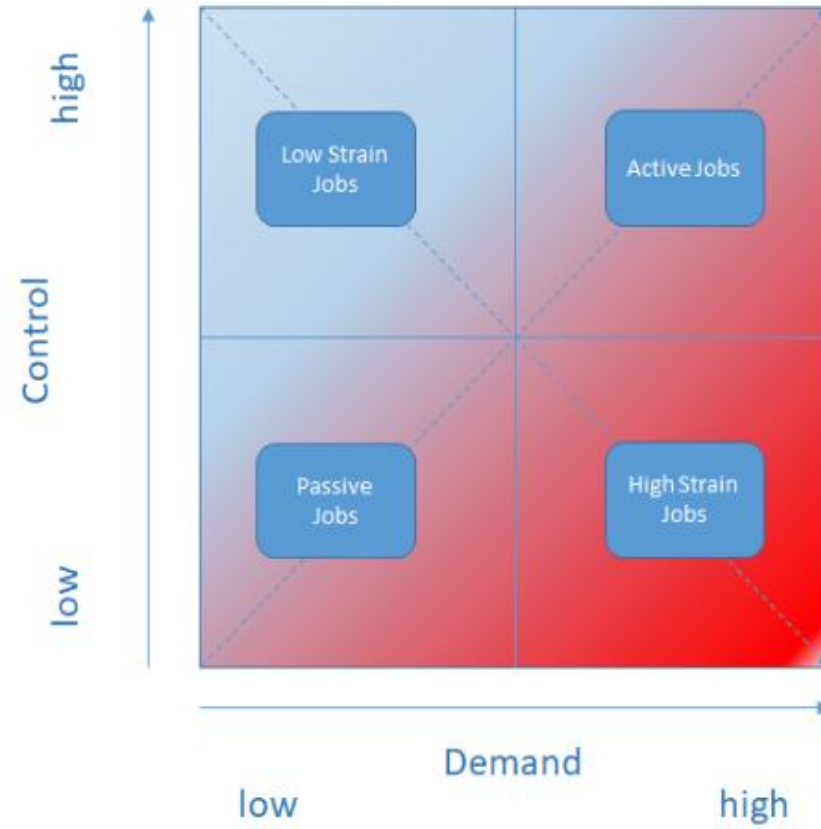 high
Low Strain
Jobs
Active Jobs
Control
Passive
Jobs
High Strain
Jobs
low
Demand
low
high